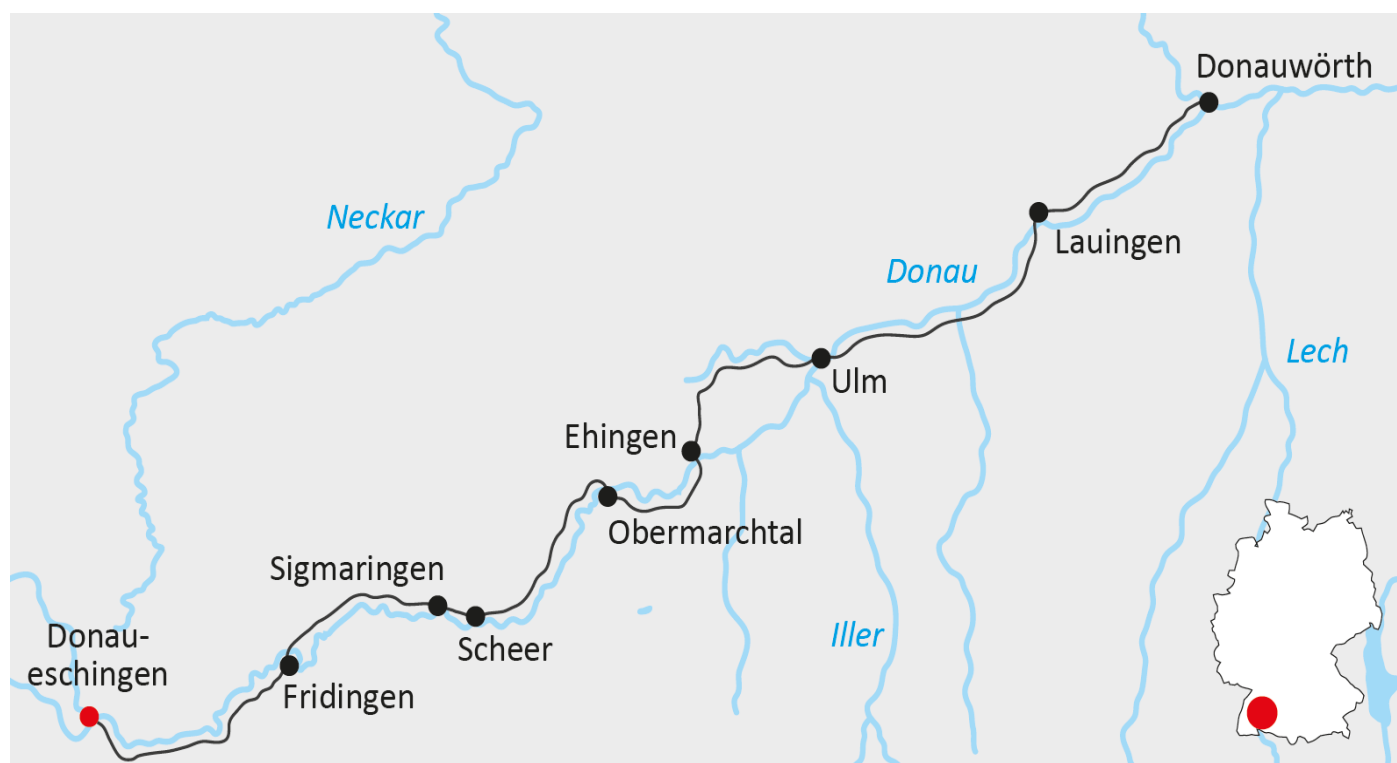 Donauwörth
Neckar
Lauingen
Donau
Lech
Ulm
Ehingen
Obermarchtal
Sigmaringen
Iller
Donau-
eschingen
Scheer
Fridingen